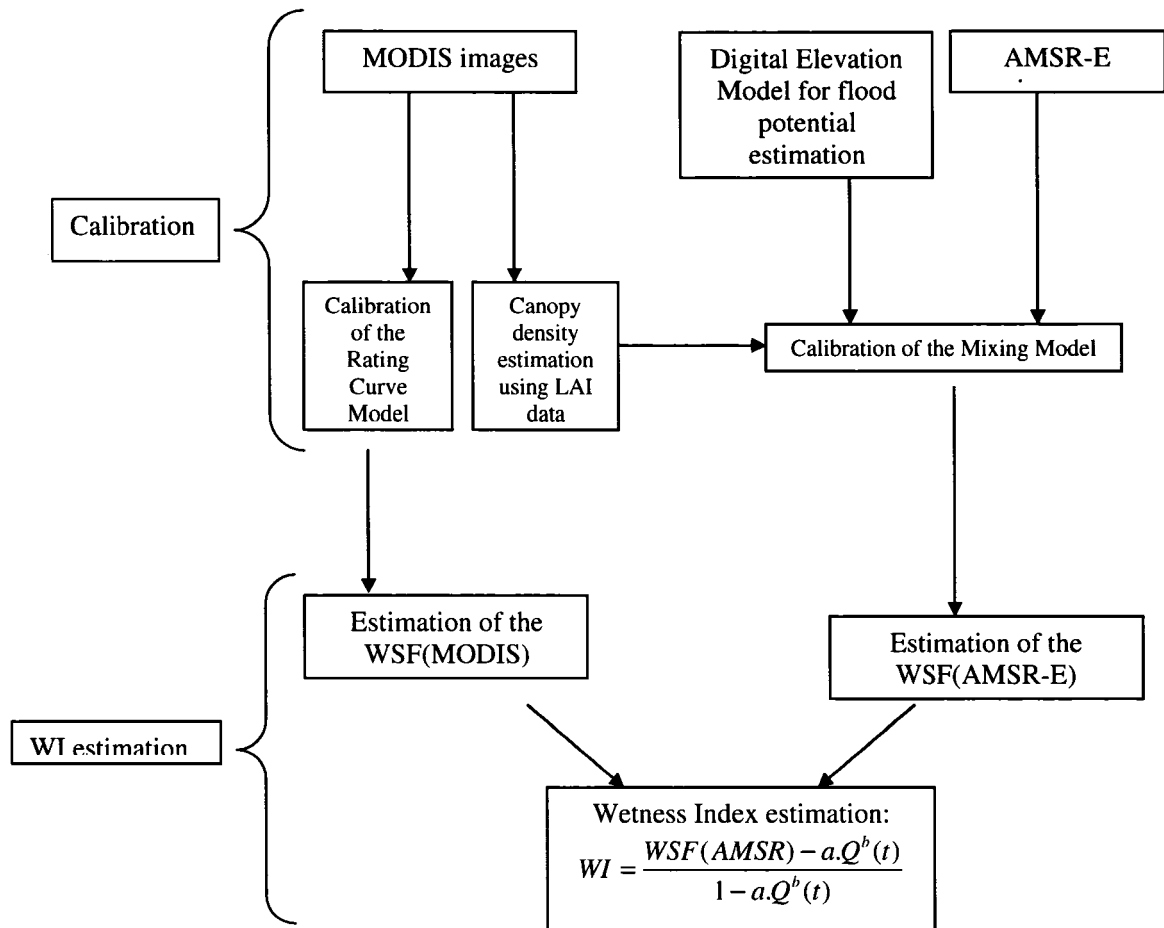 MODIS images
Digital Elevation
Model for flood
potential
estimation
AMSR-E
Calibration
Calibration
of the
Rating
Curve
Model
Canopy
density
estimation
using LAI
data
Calibration of the Mixing Model
Estimation of the
WSF(MODIS)
Estimation of the
WSF(AMSR-E)
WI estimation
Wetness Index estimation:
WI = \frac{WSF(AMSR) - a.Q^b(t)}{1 - a.Q^b(t)}